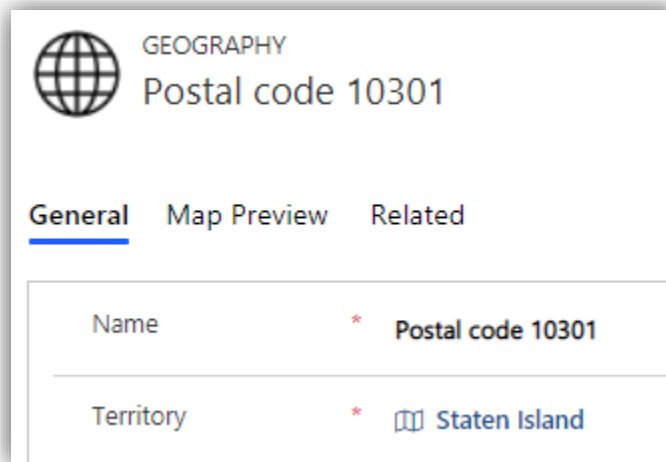 GEOGRAPHY
Postal code 10301
General Map Preview Related
Name * Postal code 10301
Territory * Staten Island